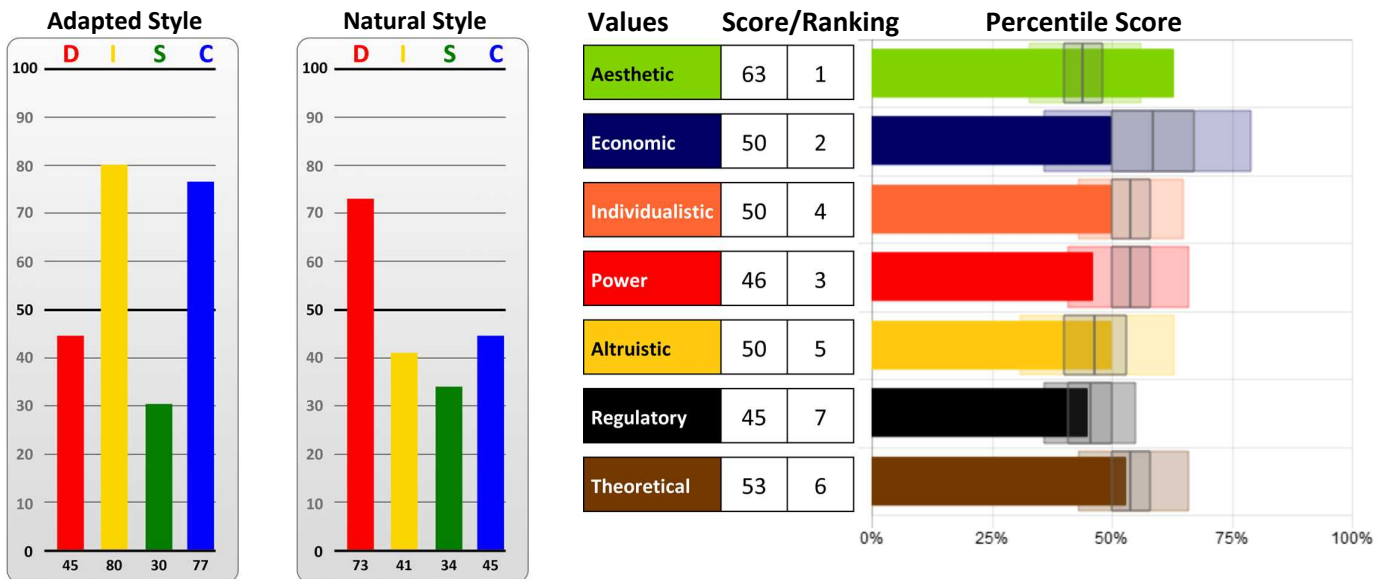 Adapted Style
D I S C
100
90
80
70
60
50
40
30
20
10
0
45 80 30 77
Natural Style
D I S C
100
90
80
70
60
50
40
30
20
10
0
73 41 34 45
Values Score/Ranking Percentile Score
Aesthetic 63 1
Economic 50 2
Individualistic 50 4
Power 46 3
Altruistic 50 5
Regulatory 45 7
Theoretical 53 6
0% 25% 50% 75% 100%